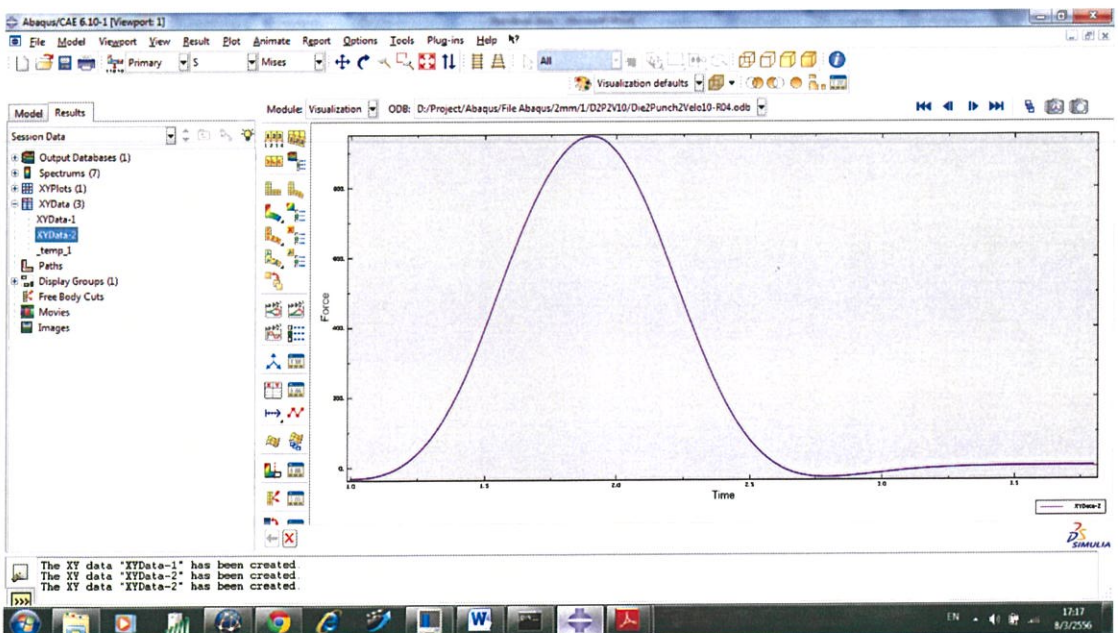 Abaqus/CAE 6.10-1 [Viewport: 1]
File Model Viewport View Result Plot Animate Report Options Tools Plug-ins Help
Primary S Mises All
Visualization defaults
Model Results Module: Visualization ODB: D:/Project/Abaqus/File Abaqus/2mm/1/D2P2V10/Die2Punch2Velo10-R04.odb
Session Data
Output Databases (1)
Spectrums (7)
XYPlots (1)
XYData (3)
XYData-1
XYData-2
_temp_1
Paths
Display Groups (1)
Free Body Cuts
Movies
Images
800.
600.
400.
200.
0.
Force
1.0 1.5 2.0 2.5 3.0 3.5
Time
XYData-2
SIMULIA
The XY data "XYData-1" has been created.
The XY data "XYData-2" has been created.
The XY data "XYData-2" has been created.
EN
17:17
8/3/2556